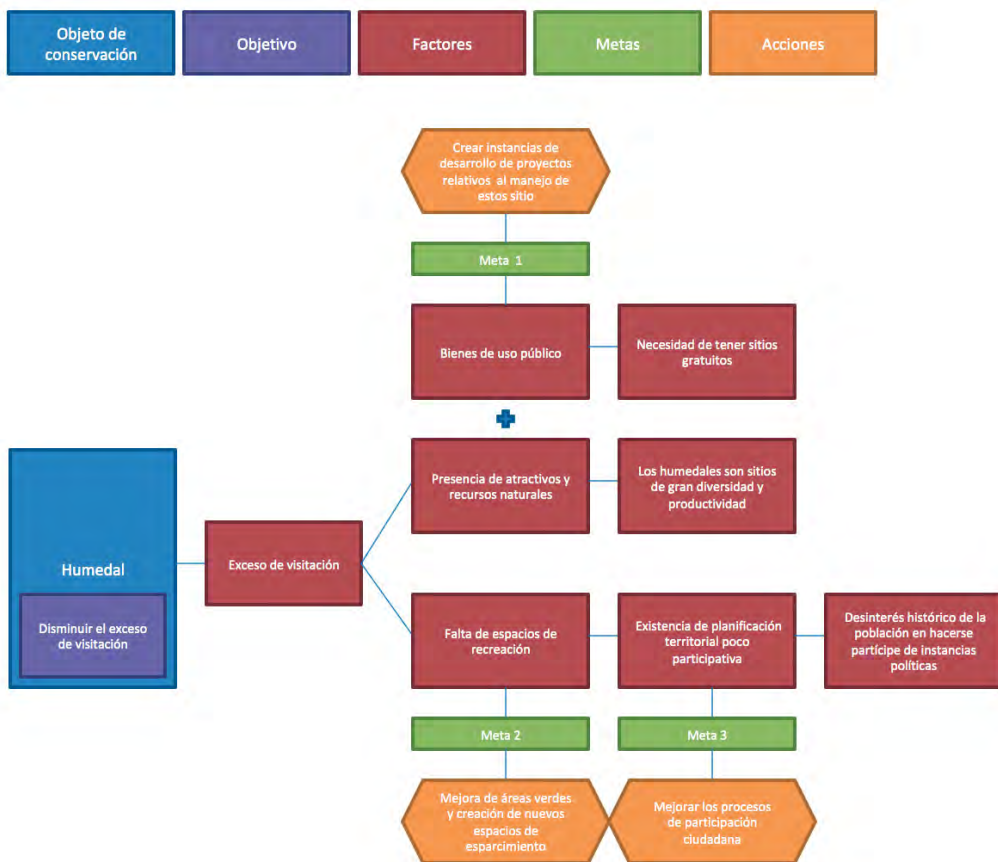 Objeto de
conservación
Objetivo
Factores
Metas
Acciones
Crear instancias de
desarrollo de proyectos
relativos al manejo de
estos sitio
Meta 1
Bienes de uso público
Necesidad de tener sitios
gratuitos
Presencia de atractivos y
recursos naturales
Los humedales son sitios
de gran diversidad y
productividad
Humedal
Disminuir el exceso
de visitación
Exceso de visitación
Falta de espacios de
recreación
Existencia de planificación
territorial poco
participativa
Desinterés histórico de la
población en hacerse
partícipe de instancias
políticas
Meta 2
Meta 3
Mejora de áreas verdes
y creación de nuevos
espacios de
esparcimiento
Mejorar los procesos
de participación
ciudadana